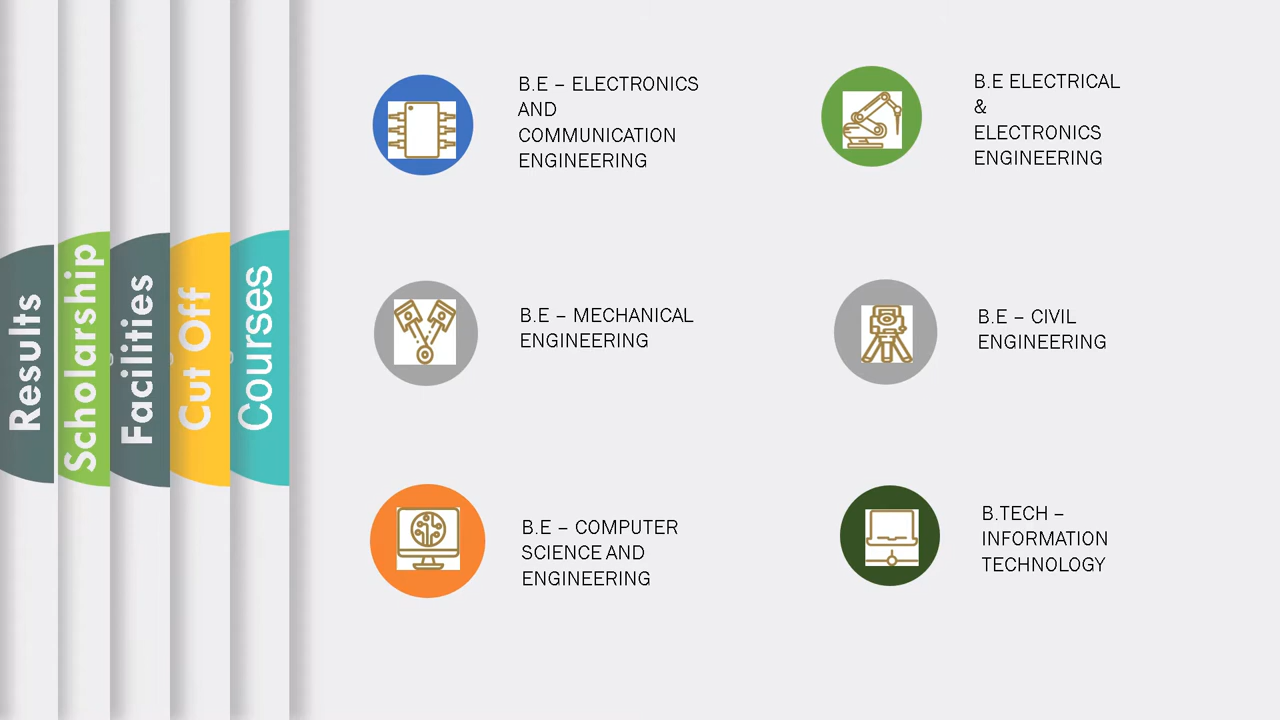 Results
Scholarship
Facilities
Cut Off
Courses
B.E – ELECTRONICS
AND
COMMUNICATION
ENGINEERING
B.E ELECTRICAL
&
ELECTRONICS
ENGINEERING
B.E – MECHANICAL
ENGINEERING
B.E – CIVIL
ENGINEERING
B.E – COMPUTER
SCIENCE AND
ENGINEERING
B.TECH –
INFORMATION
TECHNOLOGY